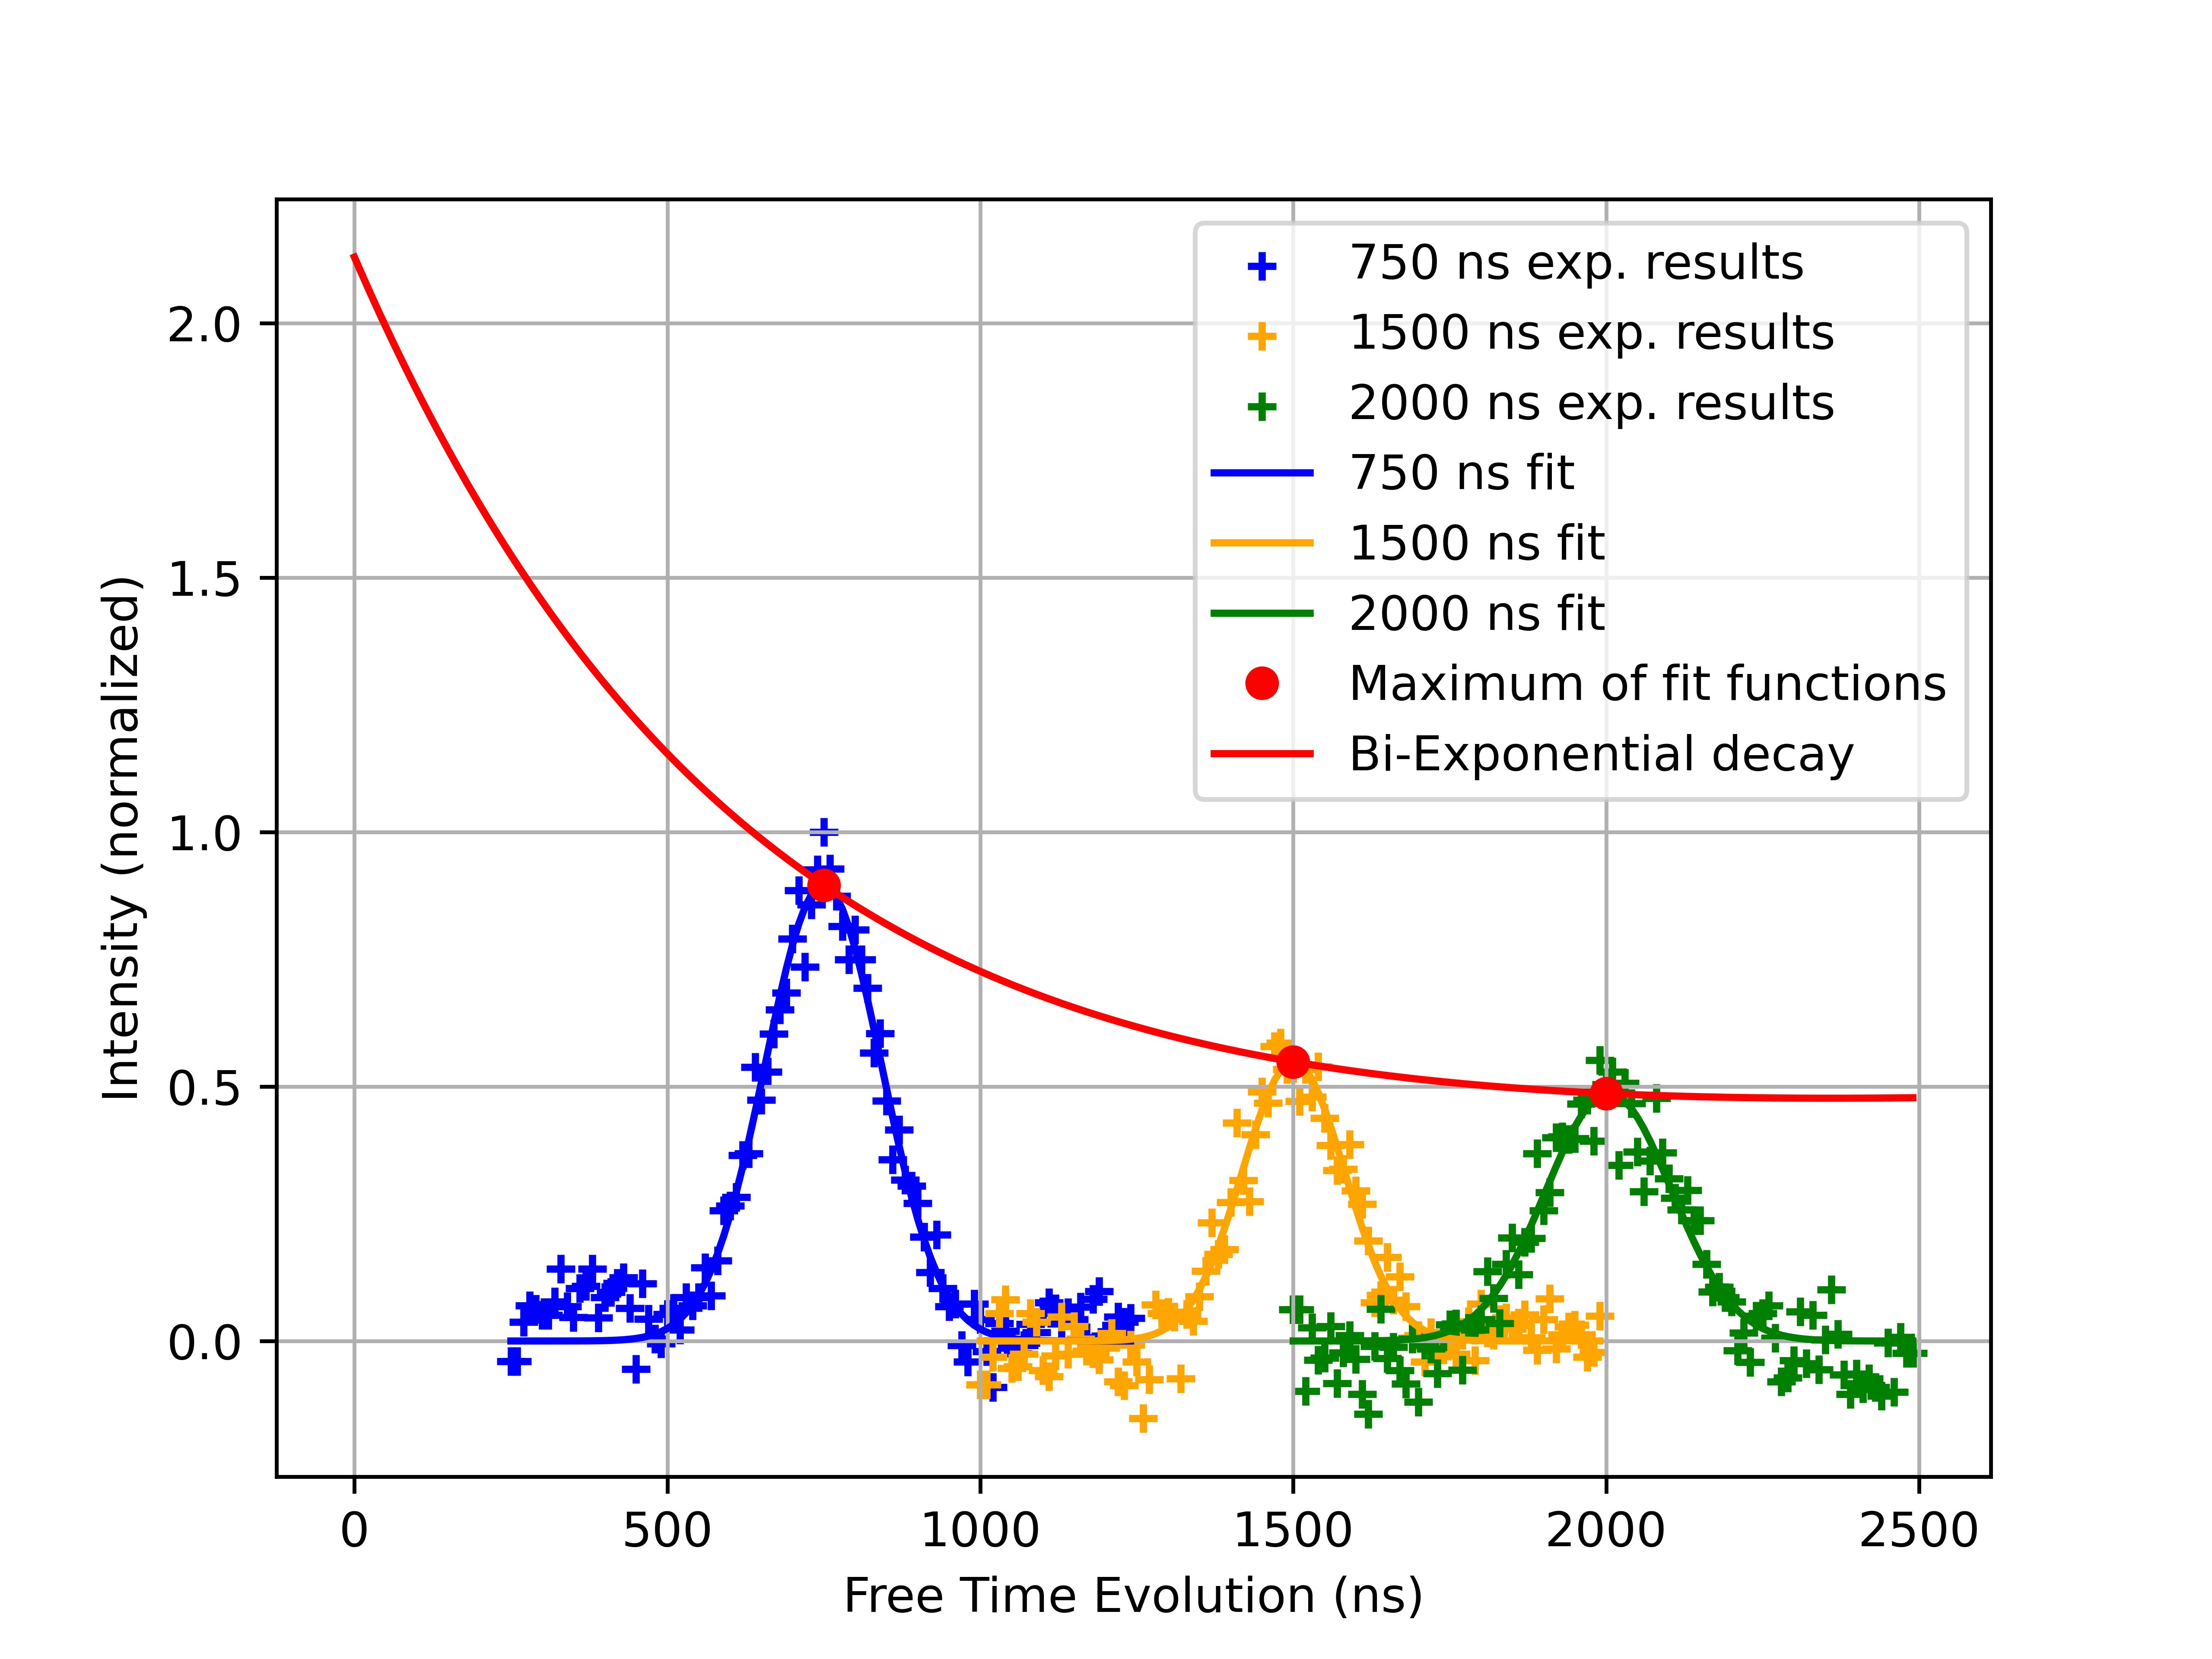 750 ns exp. results
1500 ns exp. results
2000 ns exp. results
750 ns fit
1500 ns fit
2000 ns fit
Maximum of fit functions
Bi-Exponential decay
Intensity (normalized)
2.0
1.5
1.0
0.5
0.0
0 500 1000 1500 2000 2500
Free Time Evolution (ns)